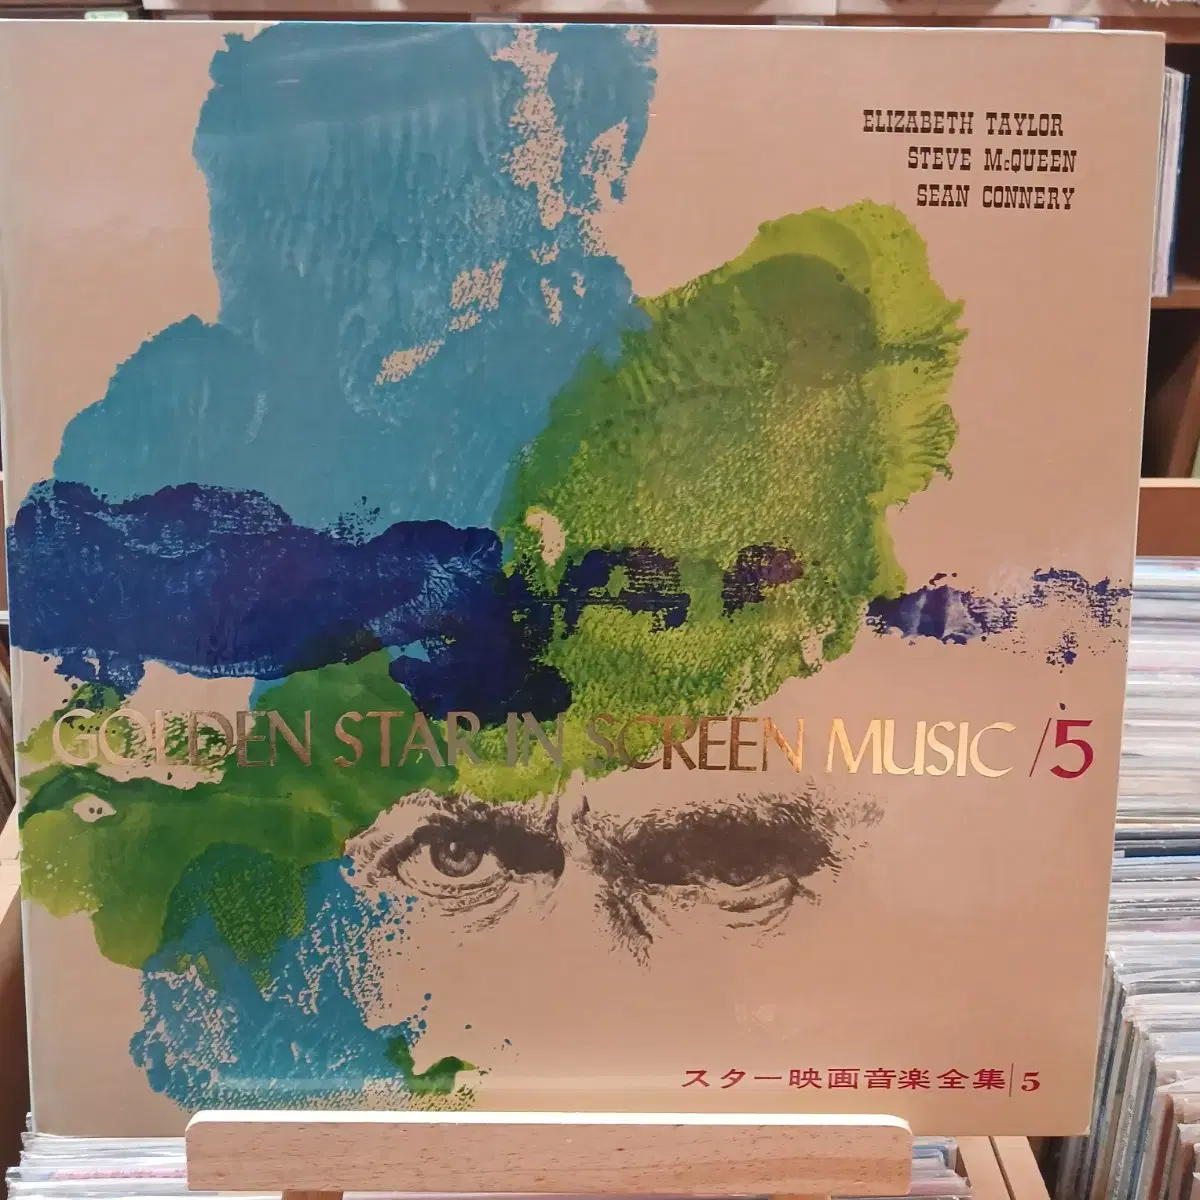 ELIZABETH TAYLOR
STEVE McQUEEN
SEAN CONNERY
GOLDEN STAR IN SCREEN MUSIC /5
スター映画音楽全集|5